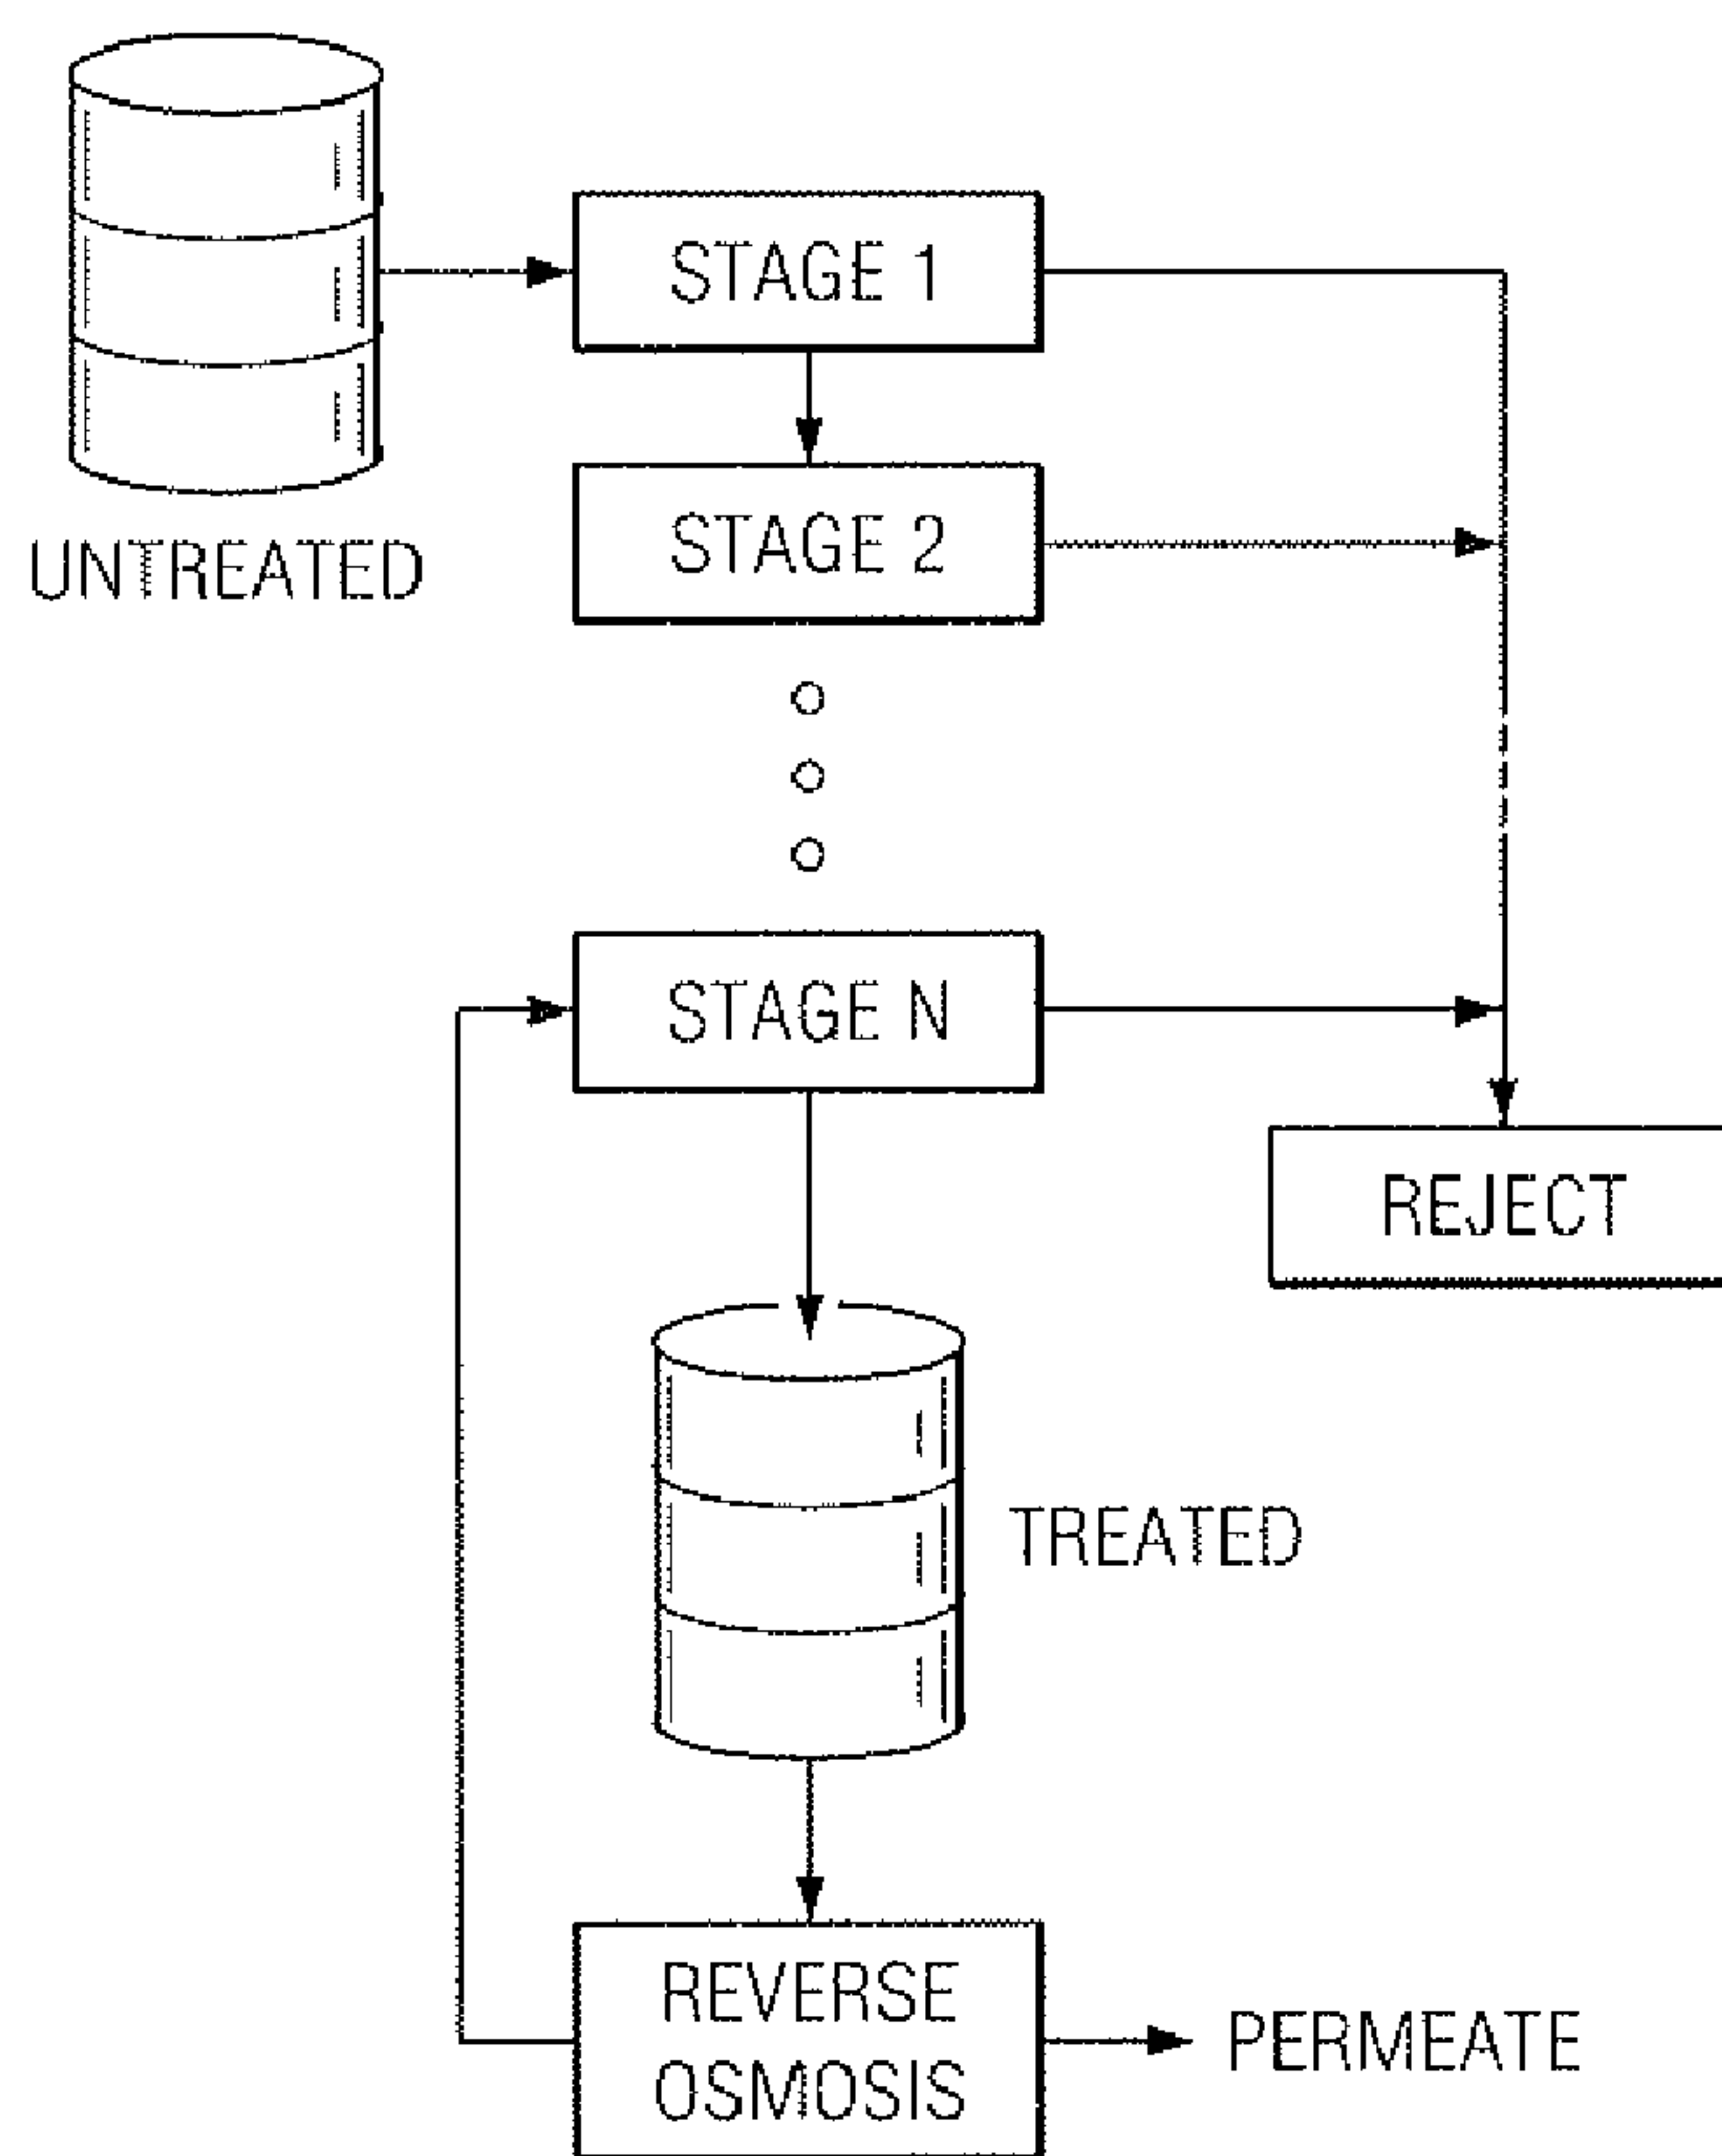 STAGE 1
STAGE 2
UNTREATED
STAGE N
REJECT
TREATED
REVERSE
OSMOSIS
PERMEATE